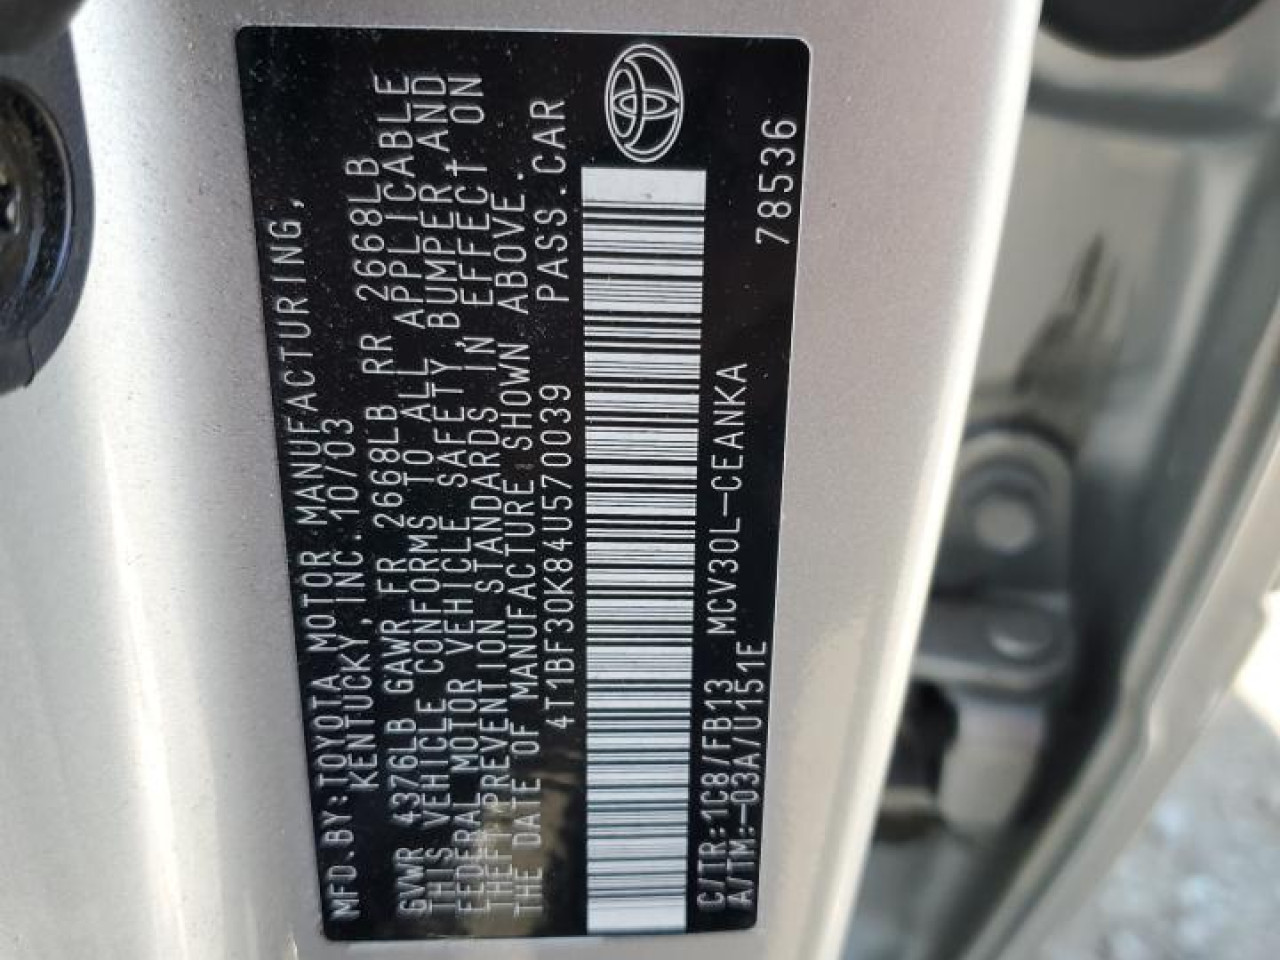 MFD.BY:TOYOTA MOTOR MANUFACTURING,
KENTUCKY, INC. 10/03
GVWR 4376LB GAWR FR 2668LB RR 2668LB
THIS VEHICLE CONFORMS TO ALL APPLICABLE
FEDERAL MOTOR VEHICLE SAFETY, BUMPER, AND
THEFT PREVENTION STANDARDS IN EFFECT ON
THE DATE OF MANUFACTURE SHOWN ABOVE.
4T1BF30K84U570039 PASS.CAR
C/TR:1C8/FB13 MCV30L-CEANKA 78536
A/TM:-03A/U151E